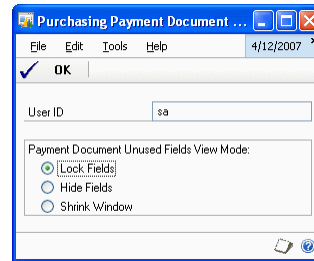 Purchasing Payment Document ...
File Edit Tools Help 4/12/2007
OK
User ID sa
Payment Document Unused Fields View Mode:
Lock Fields
Hide Fields
Shrink Window